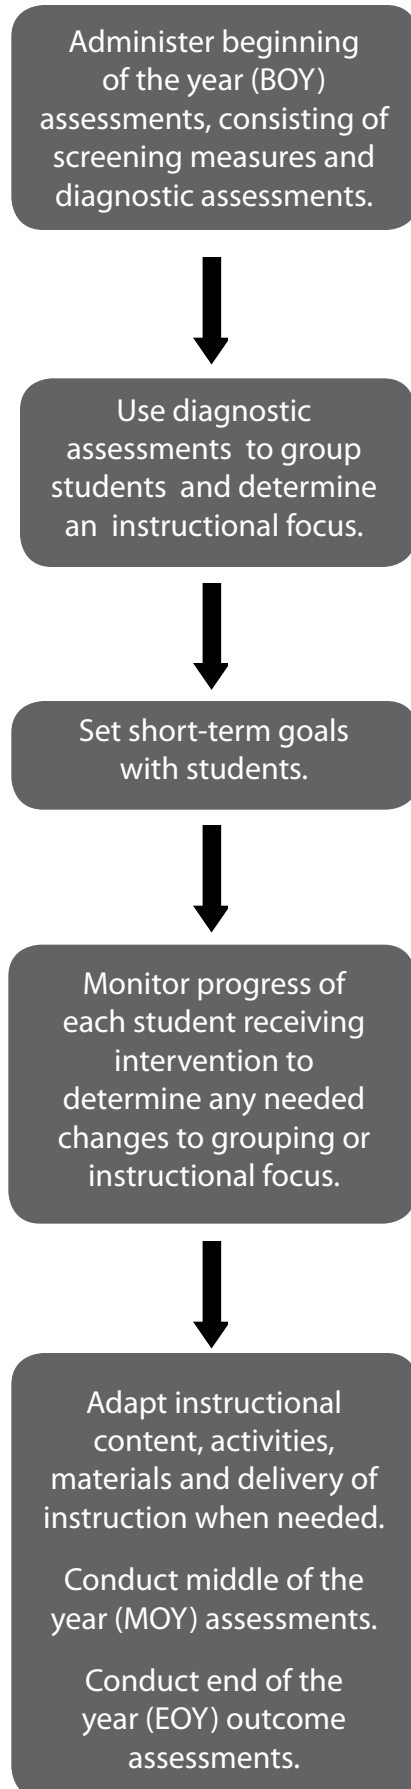 Administer beginning
of the year (BOY)
assessments, consisting of
screening measures and
diagnostic assessments.
Use diagnostic
assessments to group
students and determine
an instructional focus.
Set short-term goals
with students.
Monitor progress of
each student receiving
intervention to
determine any needed
changes to grouping or
instructional focus.
Adapt instructional
content, activities,
materials and delivery of
instruction when needed.
Conduct middle of the
year (MOY) assessments.
Conduct end of the
year (EOY) outcome
assessments.